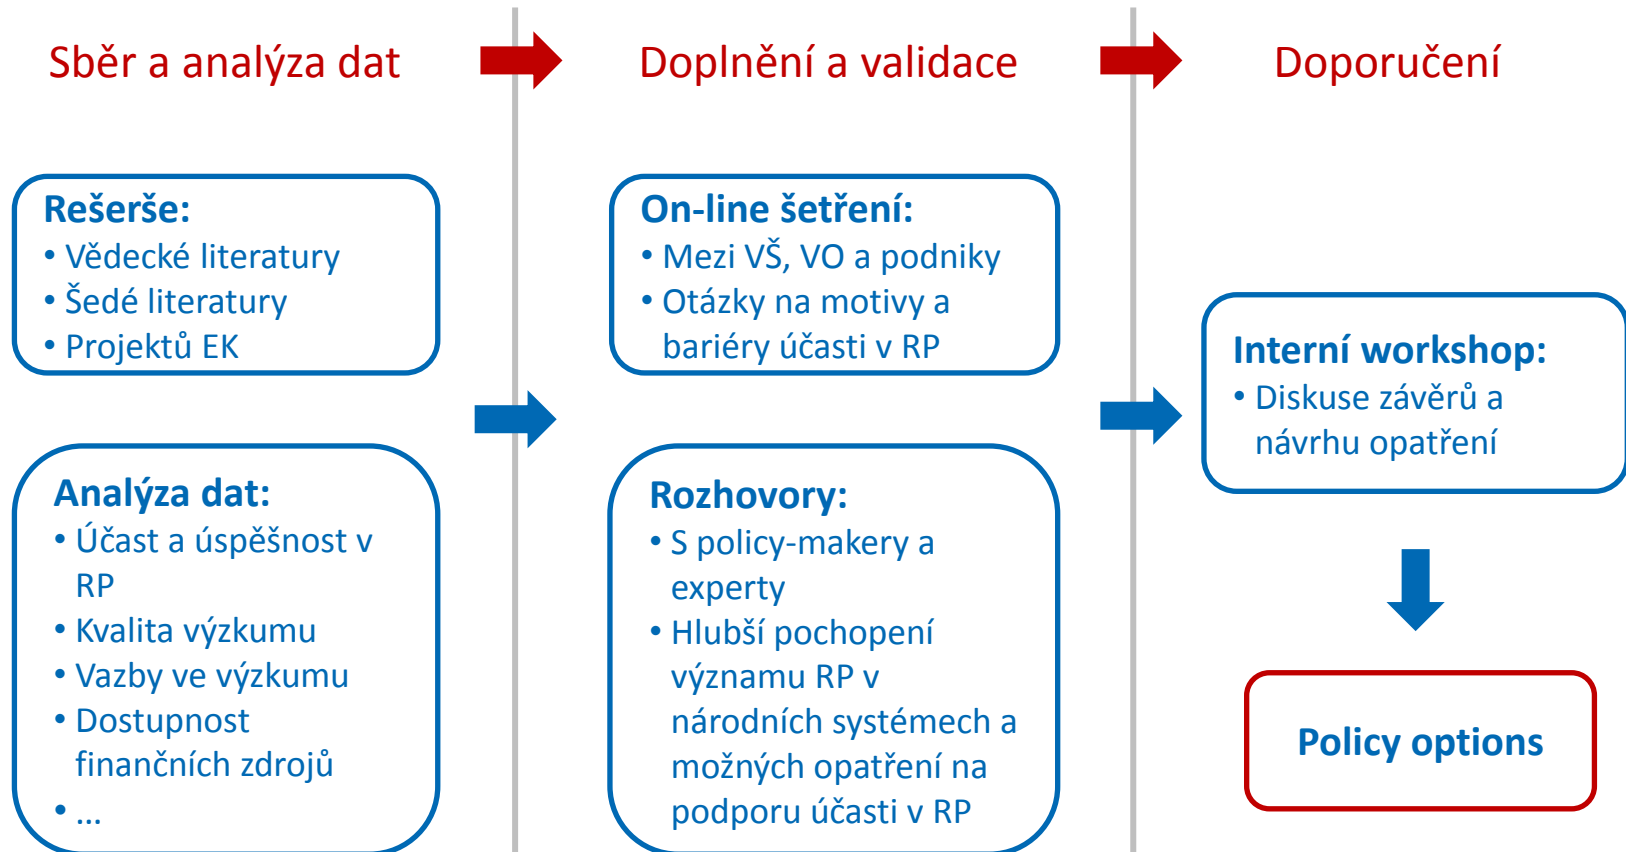 Sběr a analýza dat
Doplnění a validace
Doporučení
Rešerše:
• Vědecké literatury
• Šedé literatury
• Projektů EK
Analýza dat:
• Účast a úspěšnost v
RP
• Kvalita výzkumu
• Vazby ve výzkumu
• Dostupnost
finančních zdrojů
• ...
On-line šetření:
• Mezi VŠ, VO a podniky
• Otázky na motivy a
bariéry účasti v RP
Rozhovory:
• S policy-makery a
experty
• Hlubší pochopení
významu RP v
národních systémech a
možných opatření na
podporu účasti v RP
Interní workshop:
• Diskuse závěrů a
návrhu opatření
Policy options